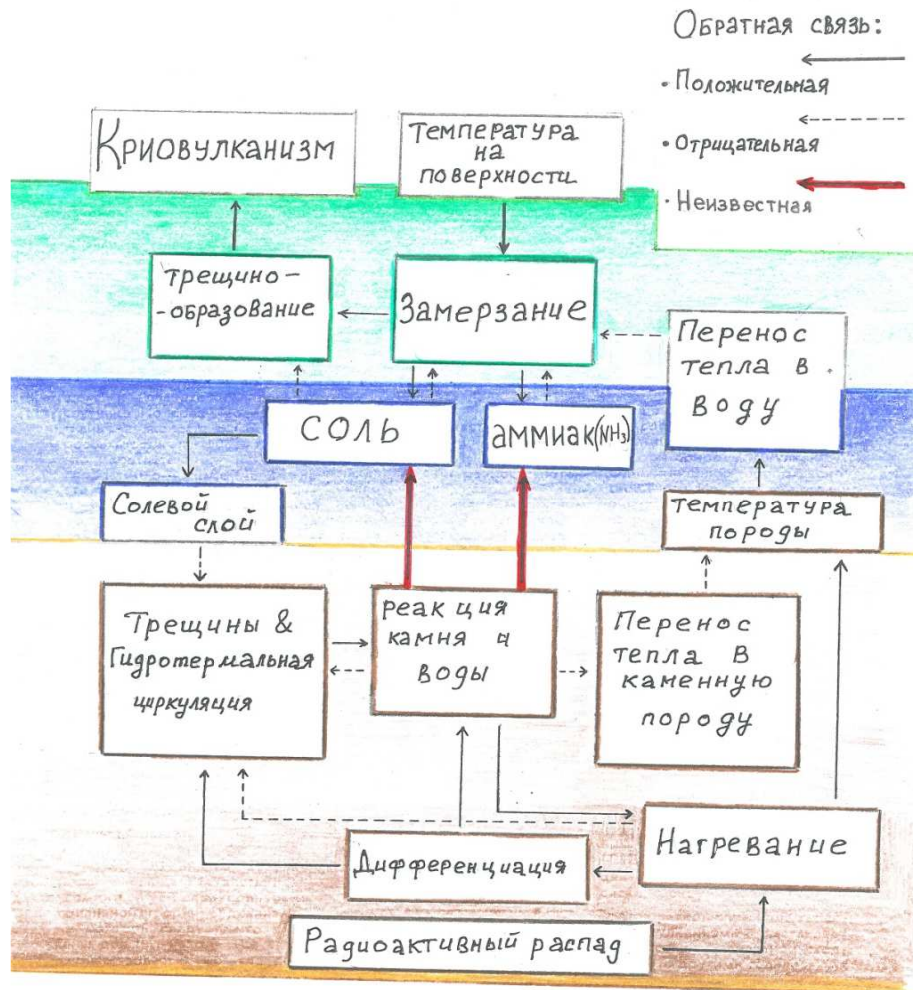 Обратная связь:
• Положительная
• Отрицательная
• Неизвестная
Криовулканизм
Температура
на
поверхности
трещино-
-образование
Замерзание
Перенос
тепла в
воду
соль
аммиак(NH₃)
Солевой
слой
температура
породы
Трещины &
Гидротермальная
циркуляция
реакция
камня и
воды
Перенос
тепла в
каменную
породу
Нагревание
Дифференциация
Радиоактивный распад